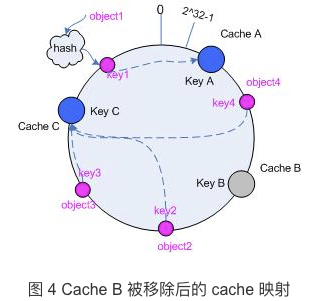 object1
0
2^32-1
Cache A
hash
key1
Key A
object4
key4
Key C
Cache C
Cache B
Key B
key3
object3
key2
object2
图 4 Cache B 被移除后的 cache 映射